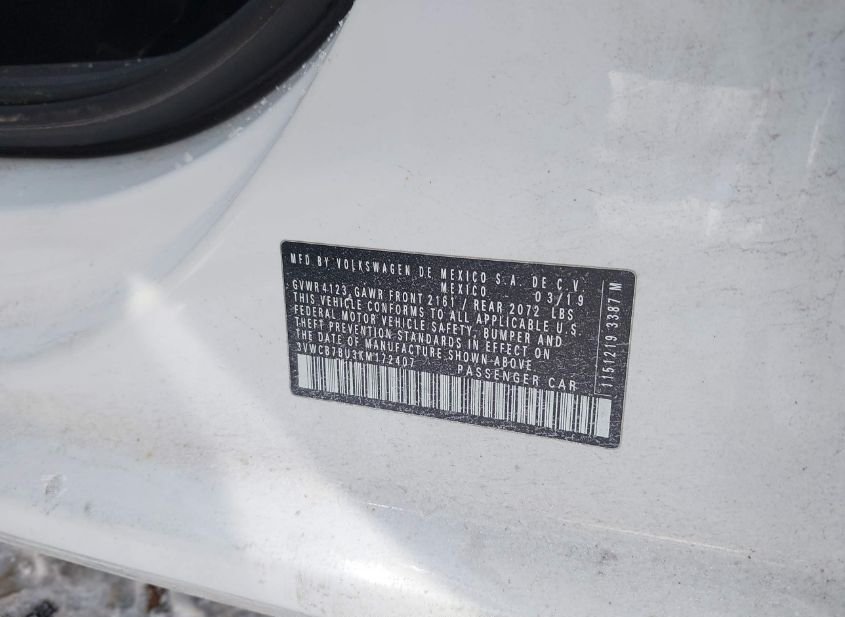 MFD BY VOLKSWAGEN DE MEXICO S.A. DE C.V.
MEXICO 03/19
GVWR 4123, GAWR FRONT 2161 / REAR 2072 LBS
THIS VEHICLE CONFORMS TO ALL APPLICABLE U.S.
FEDERAL MOTOR VEHICLE SAFETY, BUMPER AND
THEFT PREVENTION STANDARDS IN EFFECT ON
THE DATE OF MANUFACTURE SHOWN ABOVE.
3VWCB7BU3KM172407 PASSENGER CAR
1151219 3387 M